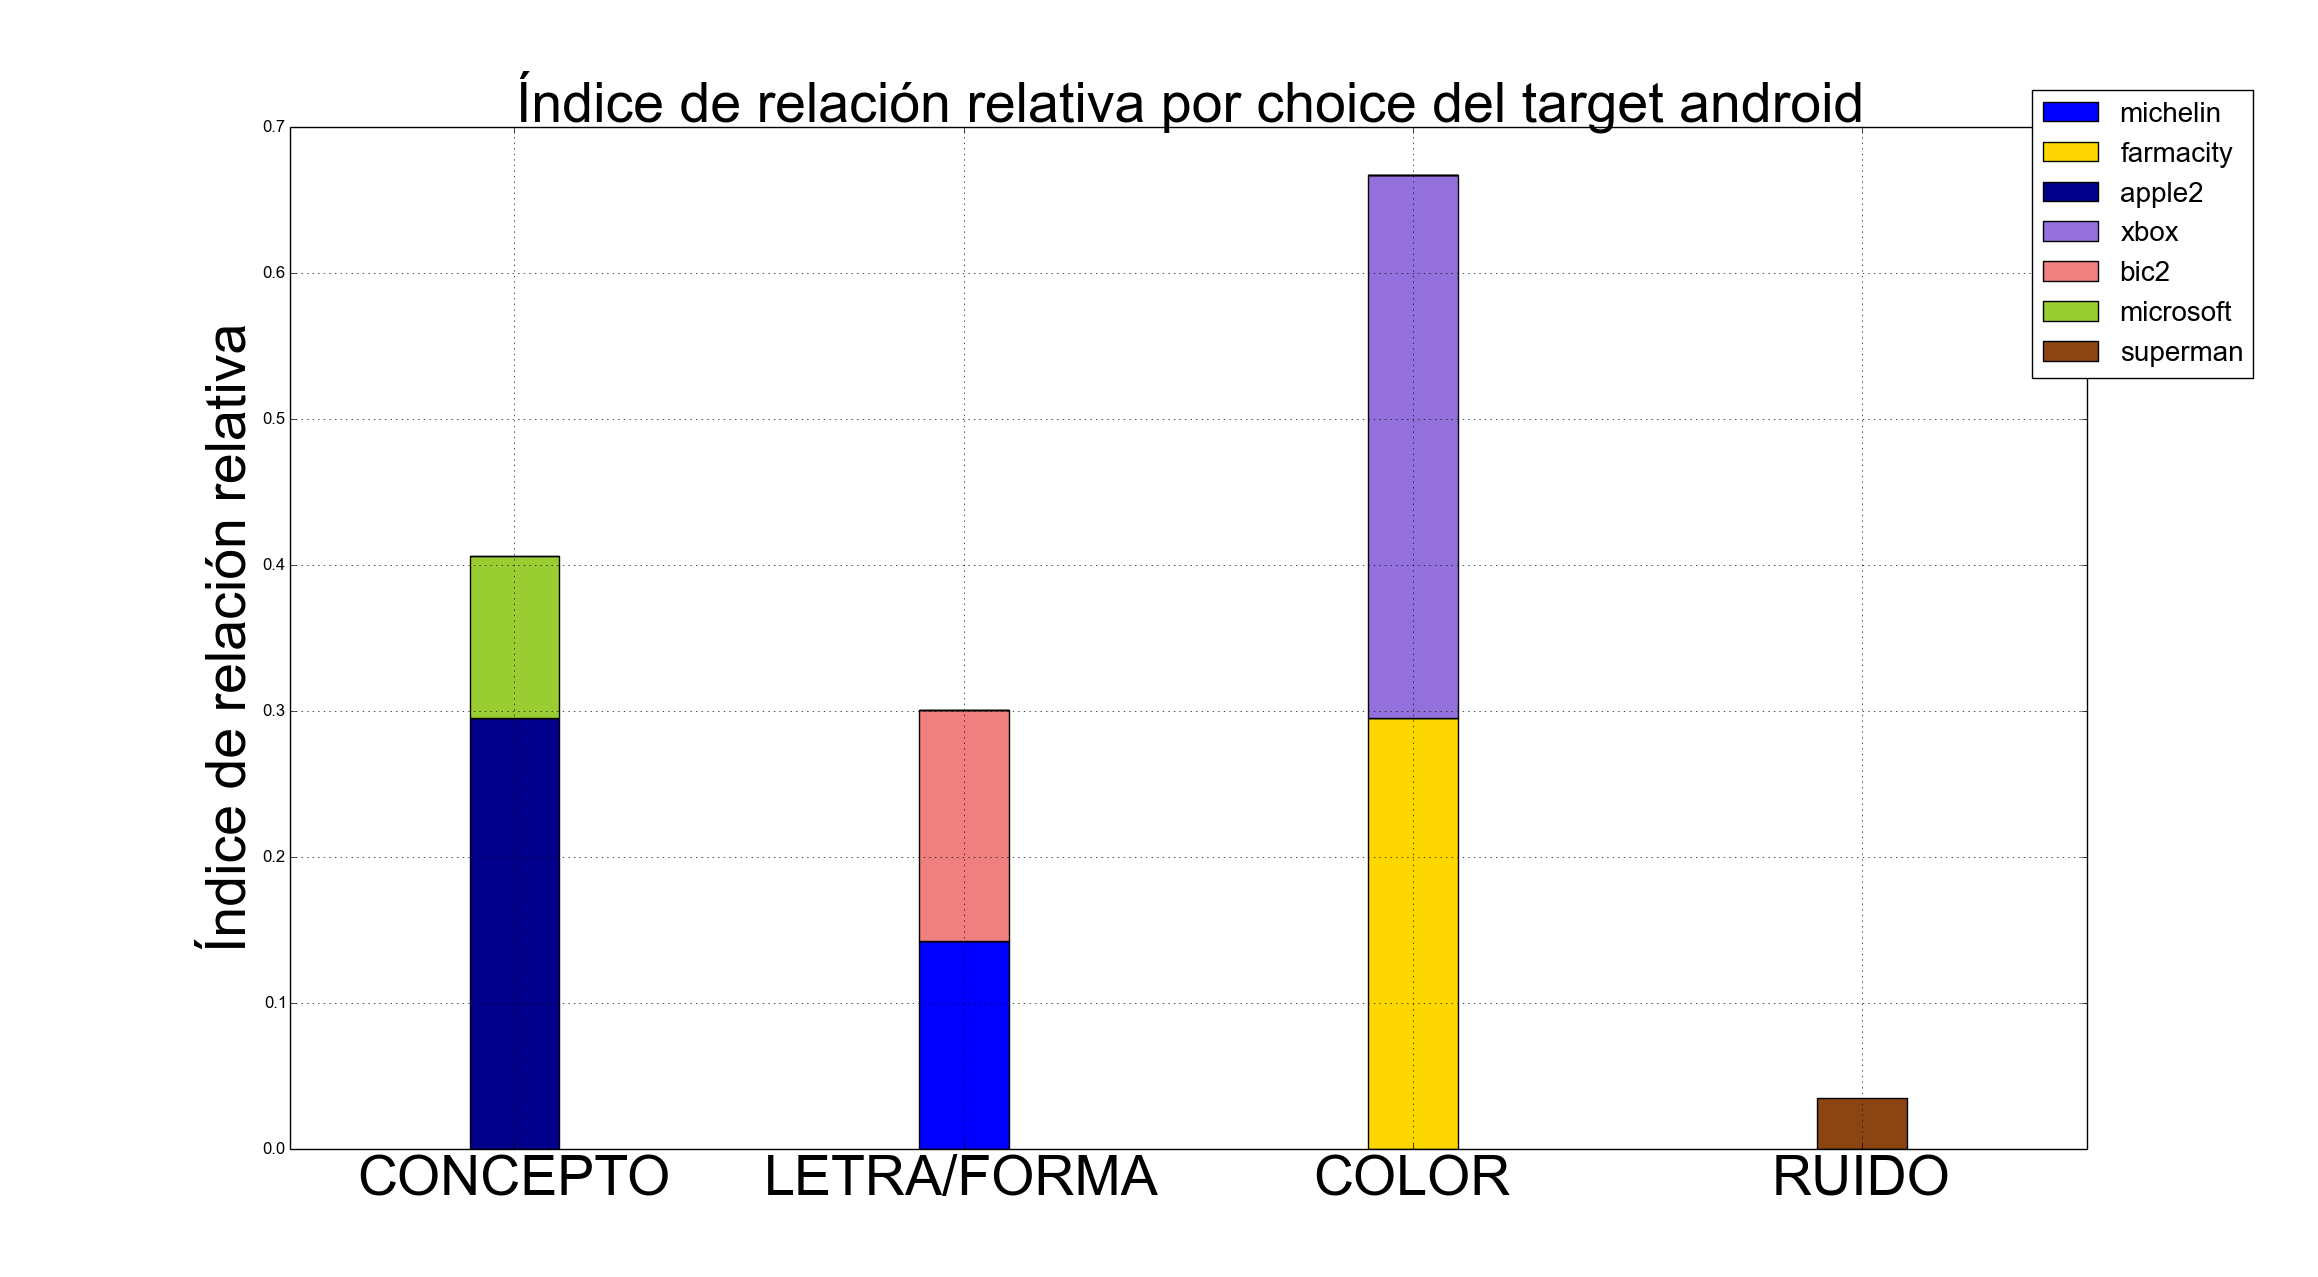 Índice de relación relativa por choice del target android
michelin
farmacity
apple2
xbox
bic2
microsoft
superman
Índice de relación relativa
0.7
0.6
0.5
0.4
0.3
0.2
0.1
0.0
CONCEPTO
LETRA/FORMA
COLOR
RUIDO